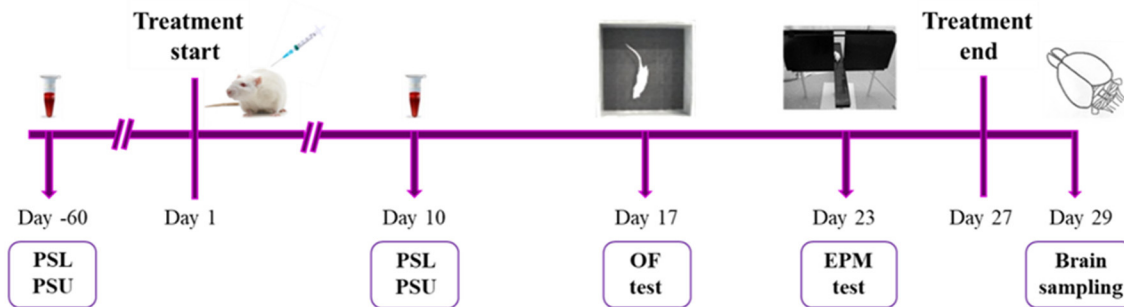 Treatment
start
Treatment
end
Day -60
Day 1
Day 10
Day 17
Day 23
Day 27
Day 29
PSL
PSU
PSL
PSU
OF
test
EPM
test
Brain
sampling